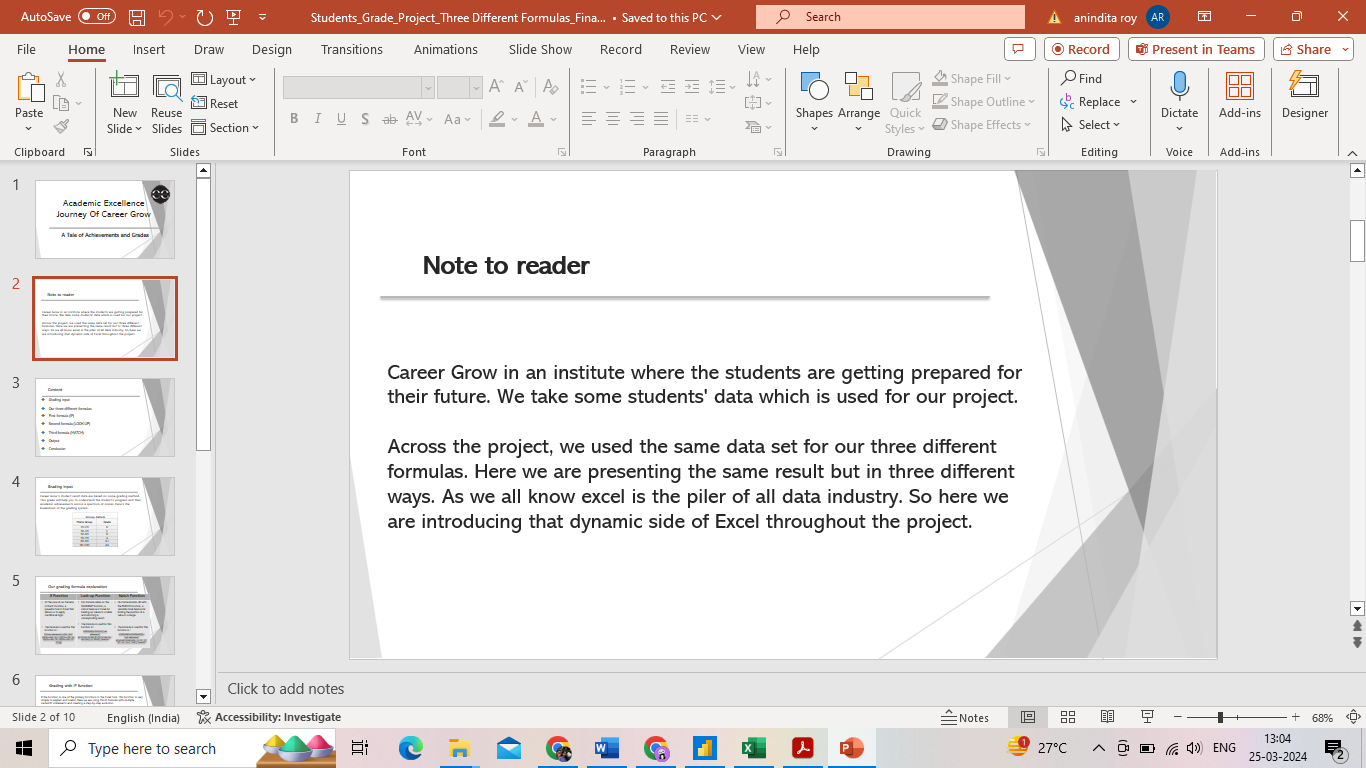 AutoSave Off Students_Grade_Project_Three Different Formulas_Fina... • Saved to this PC Search anindita roy AR
File Home Insert Draw Design Transitions Animations Slide Show Record Review View Help Record Present in Teams Share
Paste
New Slide
Reuse Slides
Layout
Reset
Section
Shapes
Arrange
Quick Styles
Shape Fill
Shape Outline
Shape Effects
Find
Replace
Select
Dictate
Add-ins
Designer
Clipboard Slides Font Paragraph Drawing Editing Voice Add-ins
1
Academic Excellence
Journey Of Career Grow
A Tale of Achievements and Grades
2
Note to reader
3
Content
Grading input
Our three different formulas
First formula (IF)
Second formula (LOOK UP)
Third formula (MATCH)
Output
Conclusion
4
Grading input
5
Our grading formula explanation
IF Function Look up Function Match Function
6
Grading with IF function
Note to reader
Career Grow in an institute where the students are getting prepared for
their future. We take some students' data which is used for our project.
Across the project, we used the same data set for our three different
formulas. Here we are presenting the same result but in three different
ways. As we all know excel is the piler of all data industry. So here we
are introducing that dynamic side of Excel throughout the project.
Click to add notes
Slide 2 of 10 English (India) Accessibility: Investigate Notes 68%
Type here to search 1 27°C ENG 13:04
25-03-2024 2